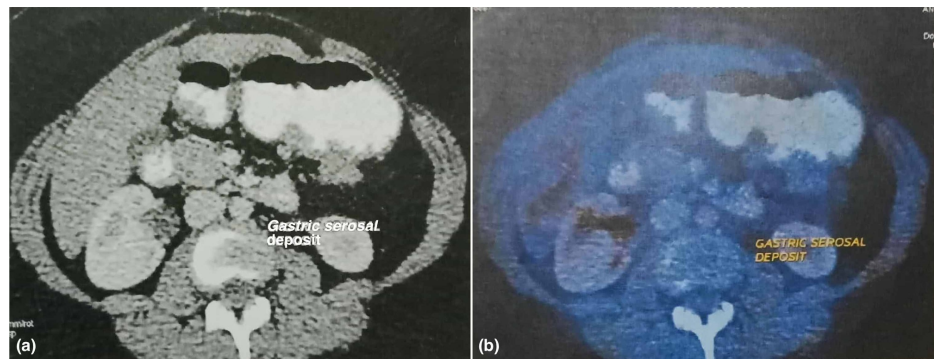 Gastric serosal
deposit
(a)
GASTRIC SEROSAL
DEPOSIT
(b)